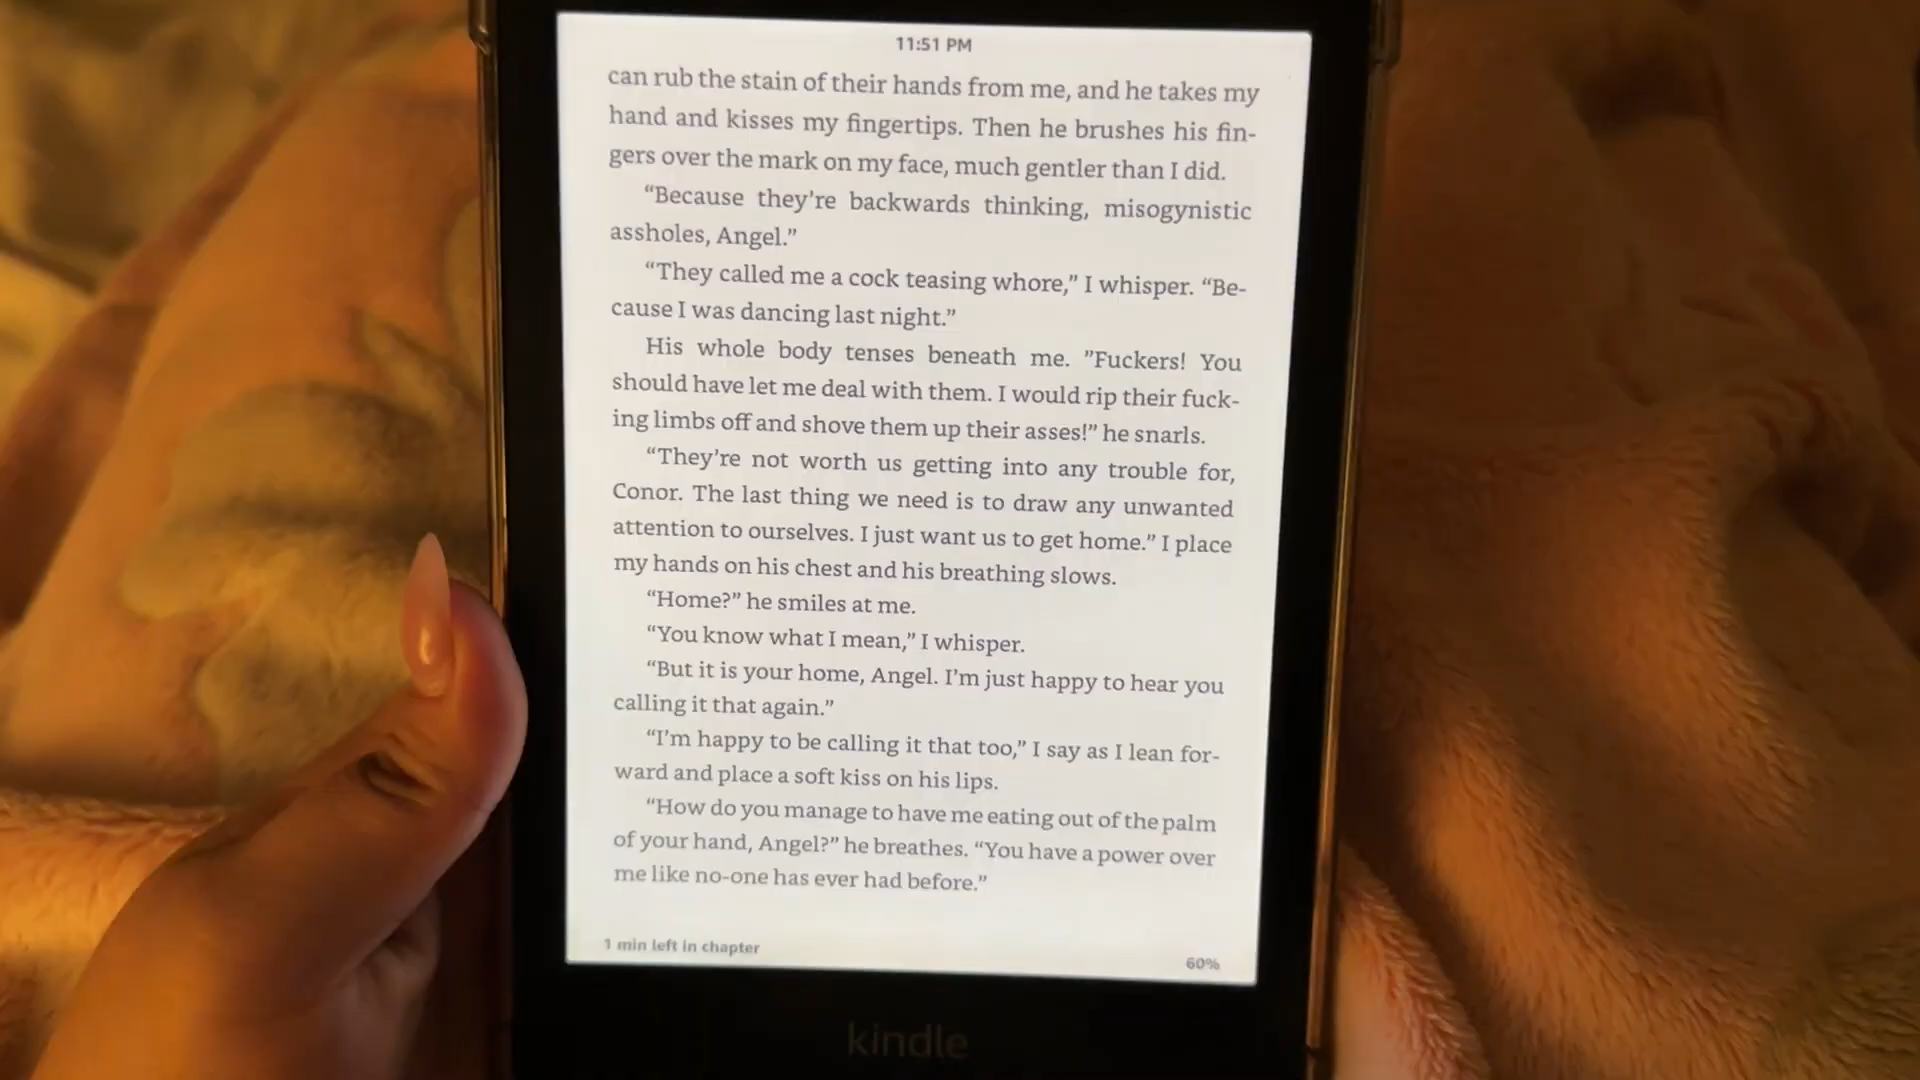 11:51 PM
can rub the stain of their hands from me, and he takes my
hand and kisses my fingertips. Then he brushes his fin-
gers over the mark on my face, much gentler than I did.
“Because they’re backwards thinking, misogynistic
assholes, Angel.”
“They called me a cock teasing whore,” I whisper. “Be-
cause I was dancing last night.”
His whole body tenses beneath me. ”Fuckers! You
should have let me deal with them. I would rip their fuck-
ing limbs off and shove them up their asses!” he snarls.
“They’re not worth us getting into any trouble for,
Conor. The last thing we need is to draw any unwanted
attention to ourselves. I just want us to get home.” I place
my hands on his chest and his breathing slows.
“Home?” he smiles at me.
“You know what I mean,” I whisper.
“But it is your home, Angel. I’m just happy to hear you
calling it that again.”
“I’m happy to be calling it that too,” I say as I lean for-
ward and place a soft kiss on his lips.
“How do you manage to have me eating out of the palm
of your hand, Angel?” he breathes. “You have a power over
me like no-one has ever had before.”
1 min left in chapter
60%
kindle